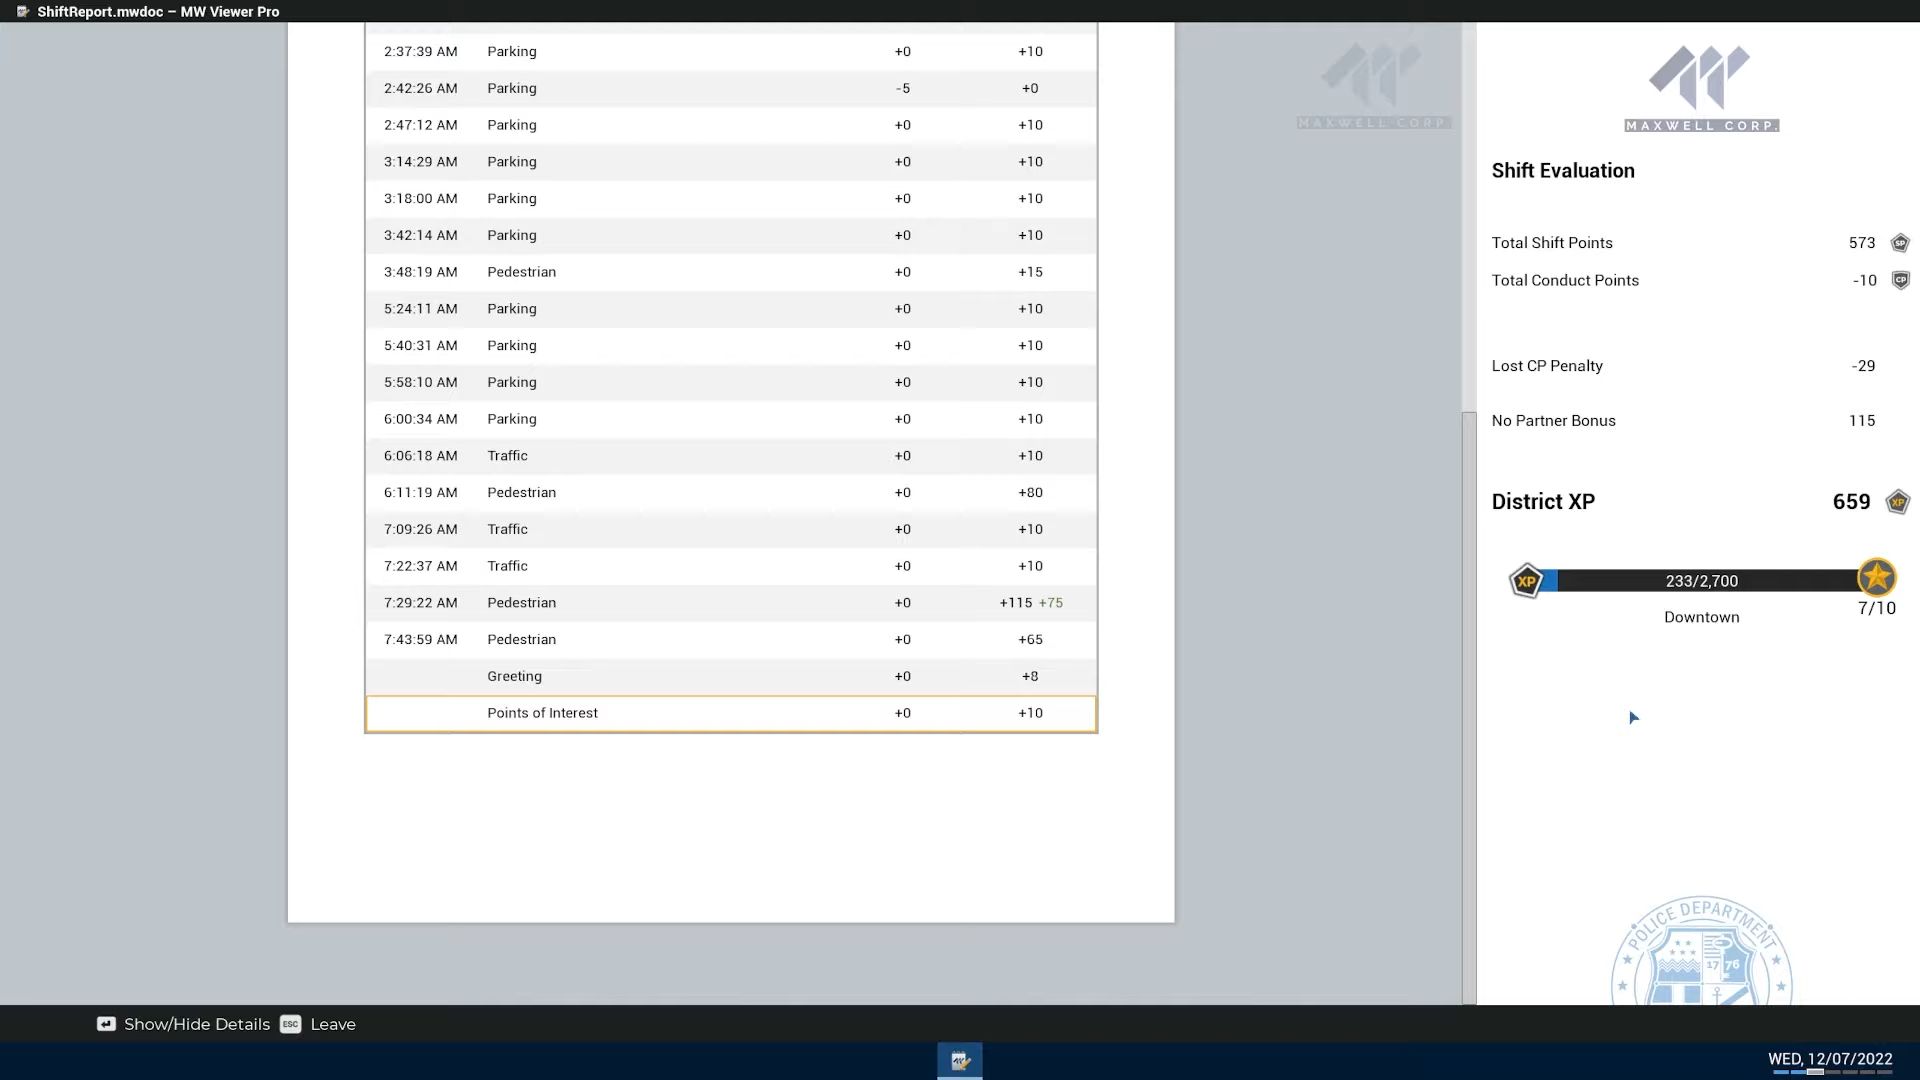 ShiftReport.mwdoc – MW Viewer Pro
2:37:39 AM Parking +0 +10
2:42:26 AM Parking -5 +0
2:47:12 AM Parking +0 +10
3:14:29 AM Parking +0 +10
3:18:00 AM Parking +0 +10
3:42:14 AM Parking +0 +10
3:48:19 AM Pedestrian +0 +15
5:24:11 AM Parking +0 +10
5:40:31 AM Parking +0 +10
5:58:10 AM Parking +0 +10
6:00:34 AM Parking +0 +10
6:06:18 AM Traffic +0 +10
6:11:19 AM Pedestrian +0 +80
7:09:26 AM Traffic +0 +10
7:22:37 AM Traffic +0 +10
7:29:22 AM Pedestrian +0 +115 +75
7:43:59 AM Pedestrian +0 +65
Greeting +0 +8
Points of Interest +0 +10
MAXWELL CORP.
MAXWELL CORP.
Shift Evaluation
Total Shift Points 573 SP
Total Conduct Points -10 CP
Lost CP Penalty -29
No Partner Bonus 115
District XP 659 XP
XP 233/2,700
7/10
Downtown
POLICE DEPARTMENT
17 76
Show/Hide Details ESC Leave
WED, 12/07/2022